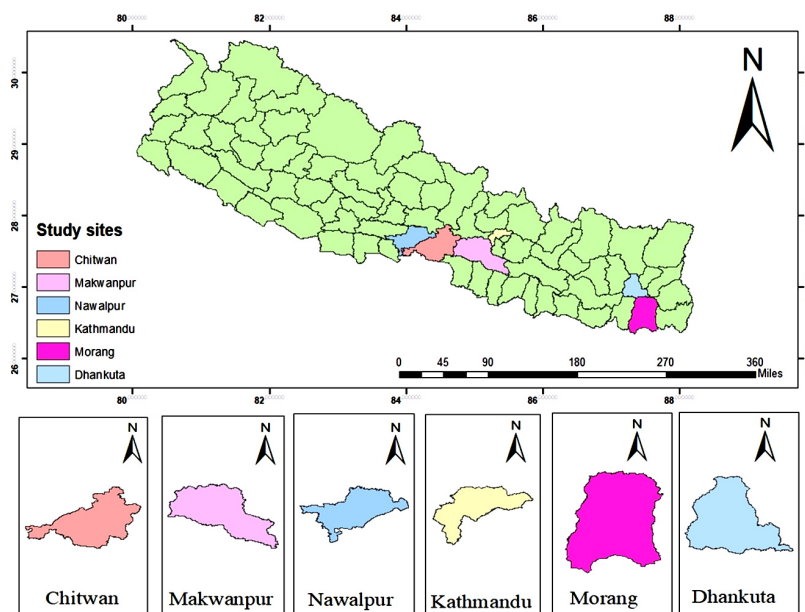 80 82 84 86 88
30
29
28
27
26
N
Study sites
Chitwan
Makwanpur
Nawalpur
Kathmandu
Morang
Dhankuta
0 45 90 180 270 360
Miles
80 82 84 86 88
N N N N N N
Chitwan Makwanpur Nawalpur Kathmandu Morang Dhankuta